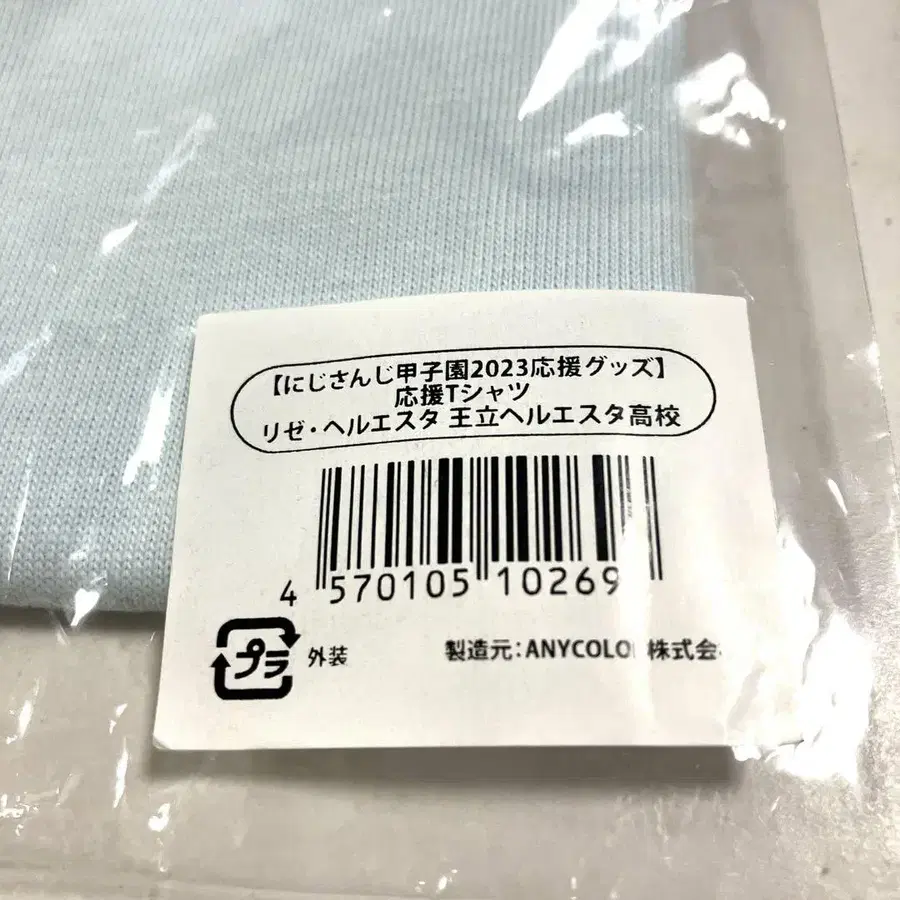 【にじさんじ甲子園2023応援グッズ】
応援Tシャツ
リゼ・ヘルエスタ 王立ヘルエスタ高校
4 570105 10269
プラ 外装 製造元:ANYCOLO 株式会